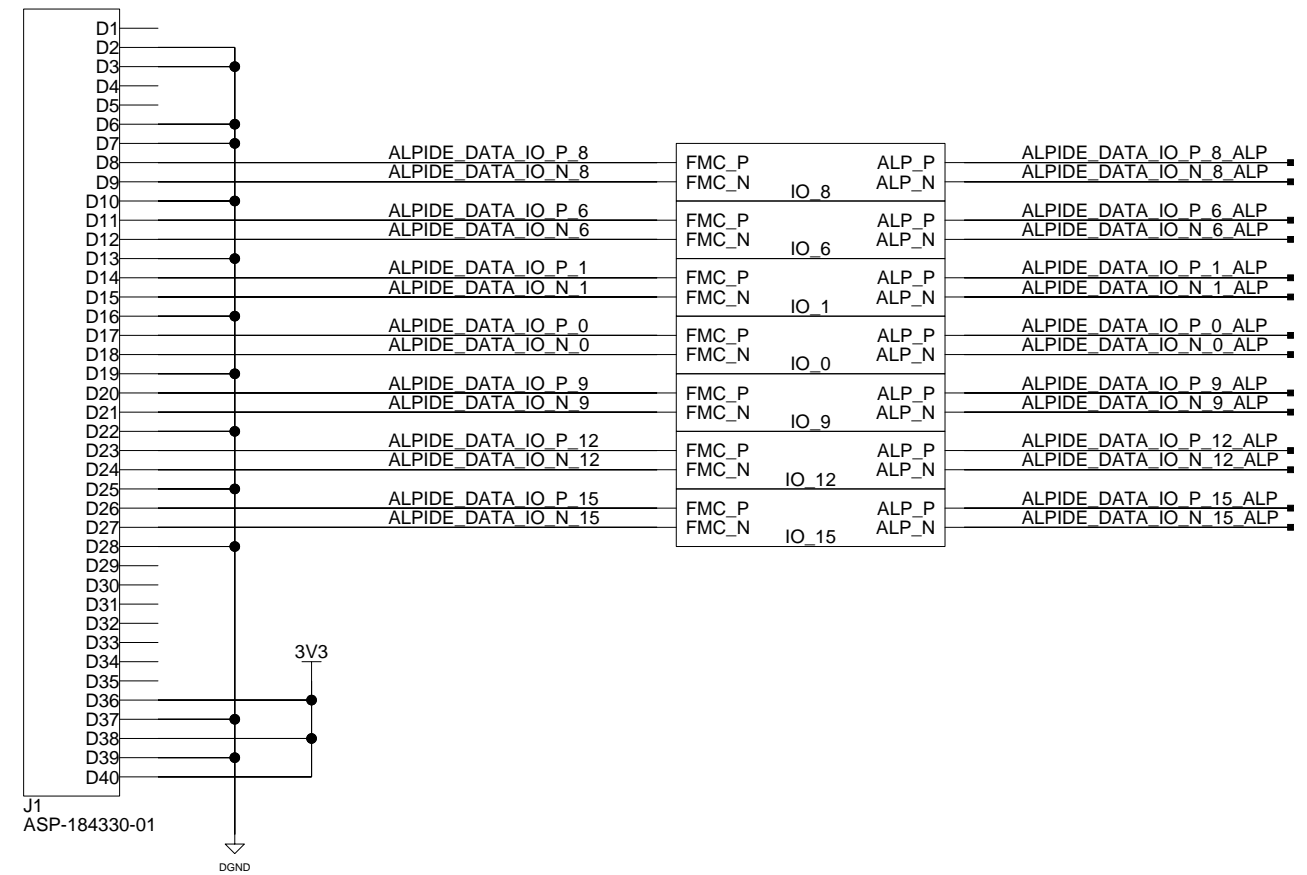 D1
D2
D3
D4
D5
D6
D7
D8 ALPIDE_DATA_IO_P_8 FMC_P ALP_P ALPIDE_DATA_IO_P_8_ALP
D9 ALPIDE_DATA_IO_N_8 FMC_N ALP_N ALPIDE_DATA_IO_N_8_ALP
IO_8
D10
D11 ALPIDE_DATA_IO_P_6 FMC_P ALP_P ALPIDE_DATA_IO_P_6_ALP
D12 ALPIDE_DATA_IO_N_6 FMC_N ALP_N ALPIDE_DATA_IO_N_6_ALP
IO_6
D13
D14 ALPIDE_DATA_IO_P_1 FMC_P ALP_P ALPIDE_DATA_IO_P_1_ALP
D15 ALPIDE_DATA_IO_N_1 FMC_N ALP_N ALPIDE_DATA_IO_N_1_ALP
IO_1
D16
D17 ALPIDE_DATA_IO_P_0 FMC_P ALP_P ALPIDE_DATA_IO_P_0_ALP
D18 ALPIDE_DATA_IO_N_0 FMC_N ALP_N ALPIDE_DATA_IO_N_0_ALP
IO_0
D19
D20 ALPIDE_DATA_IO_P_9 FMC_P ALP_P ALPIDE_DATA_IO_P_9_ALP
D21 ALPIDE_DATA_IO_N_9 FMC_N ALP_N ALPIDE_DATA_IO_N_9_ALP
IO_9
D22
D23 ALPIDE_DATA_IO_P_12 FMC_P ALP_P ALPIDE_DATA_IO_P_12_ALP
D24 ALPIDE_DATA_IO_N_12 FMC_N ALP_N ALPIDE_DATA_IO_N_12_ALP
IO_12
D25
D26 ALPIDE_DATA_IO_P_15 FMC_P ALP_P ALPIDE_DATA_IO_P_15_ALP
D27 ALPIDE_DATA_IO_N_15 FMC_N ALP_N ALPIDE_DATA_IO_N_15_ALP
IO_15
D28
D29
D30
D31
D32
D33
D34
3V3
D35
D36
D37
D38
D39
D40
J1
ASP-184330-01
DGND